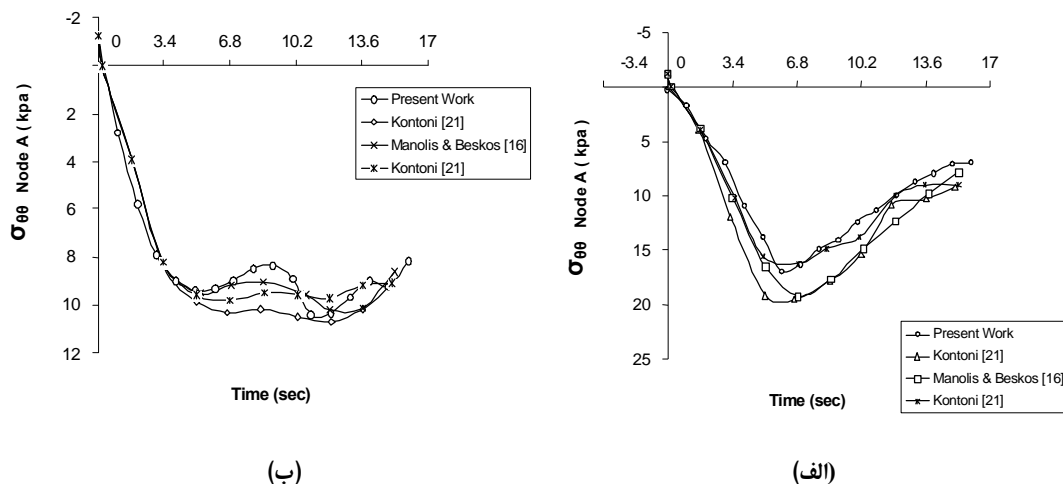 -2
0
3.4
6.8
10.2
13.6
17
2
4
6
8
10
12
σθθ Node A ( kpa )
Time (sec)
Present Work
Kontoni [21]
Manolis & Beskos [16]
Kontoni [21]
(ب)
-5
-3.4
0
3.4
6.8
10.2
13.6
17
5
10
15
20
25
σθθ Node A ( kpa )
Time (sec)
Present Work
Kontoni [21]
Manolis & Beskos [16]
Kontoni [21]
(الف)